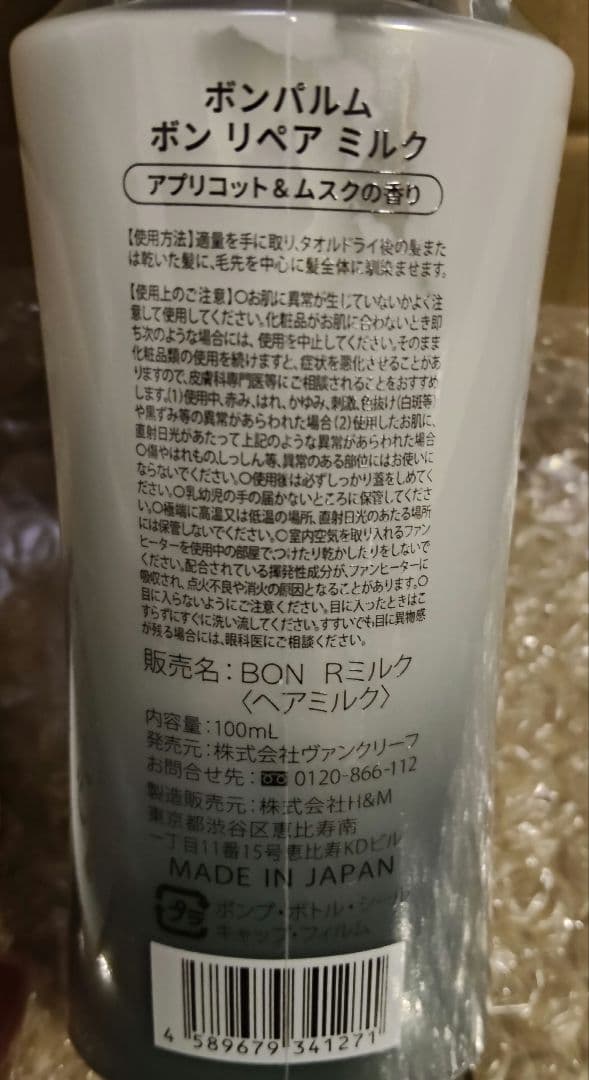 ボンパルム
ボン リペア ミルク
アプリコット&ムスクの香り
【使用方法】適量を手に取り、タオルドライ後の髪また
は乾いた髪に、毛先を中心に髪全体に馴染ませます。
【使用上のご注意】〇お肌に異常が生じていないかよく注
意して使用してください。化粧品がお肌に合わないとき即
ち次のような場合には、使用を中止してください。そのまま
化粧品類の使用を続けますと、症状を悪化させることがあ
りますので、皮膚科専門医等にご相談されることをおすすめ
します。(1)使用中、赤み、はれ、かゆみ、刺激、色抜け(白斑等)
や黒ずみ等の異常があらわれた場合(2)使用したお肌に、
直射日光があたって上記のような異常があらわれた場合
〇傷やはれもの、しっしん等、異常のある部位にはお使いに
ならないでください。〇使用後は必ずしっかり蓋をしめてく
ださい。〇乳幼児の手の届かないところに保管してくださ
い。〇極端に高温又は低温の場所、直射日光のあたる場所
には保管しないでください。〇室内空気を取り入れるファン
ヒーターを使用中の部屋で、つけたり乾かしたりをしないで
ください。配合されている揮発性成分が、ファンヒーターに
吸収され、点火不良や消火の原因となることがあります。〇
目に入らないようにご注意ください。目に入ったときはこ
すらずにすぐに洗い流してください。すすいでも目に異物感
が残る場合には、眼科医にご相談ください。
販売名:BON Rミルク
〈ヘアミルク〉
内容量:100mL
発売元:株式会社ヴァンクリーフ
お問合せ先: 0120-866-112
製造販売元:株式会社H&M
東京都渋谷区恵比寿南
一丁目11番15号恵比寿KDビル
MADE IN JAPAN
プラ ポンプ・ボトル・シール
キャップ・フィルム
4 589679 341271